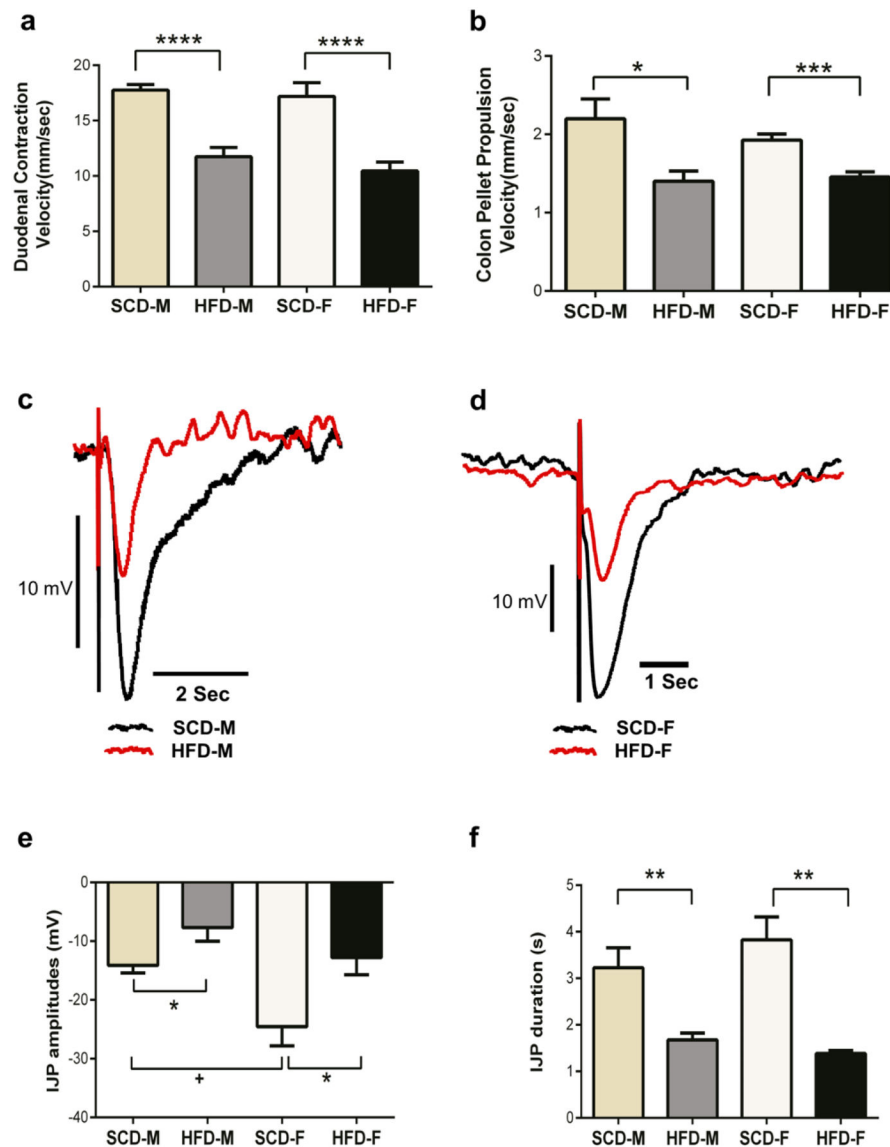 a
****
****
Duodenal Contraction
Velocity(mm/sec)
20
15
10
5
0
SCD-M
HFD-M
SCD-F
HFD-F
b
*
***
Colon Pellet Propulsion
Velocity(mm/sec)
3
2
1
0
SCD-M
HFD-M
SCD-F
HFD-F
c
10 mV
2 Sec
SCD-M
HFD-M
d
10 mV
1 Sec
SCD-F
HFD-F
e
IJP amplitudes (mV)
0
-10
-20
-30
-40
*
+
*
SCD-M
HFD-M
SCD-F
HFD-F
f
**
**
IJP duration (s)
5
4
3
2
1
0
SCD-M
HFD-M
SCD-F
HFD-F